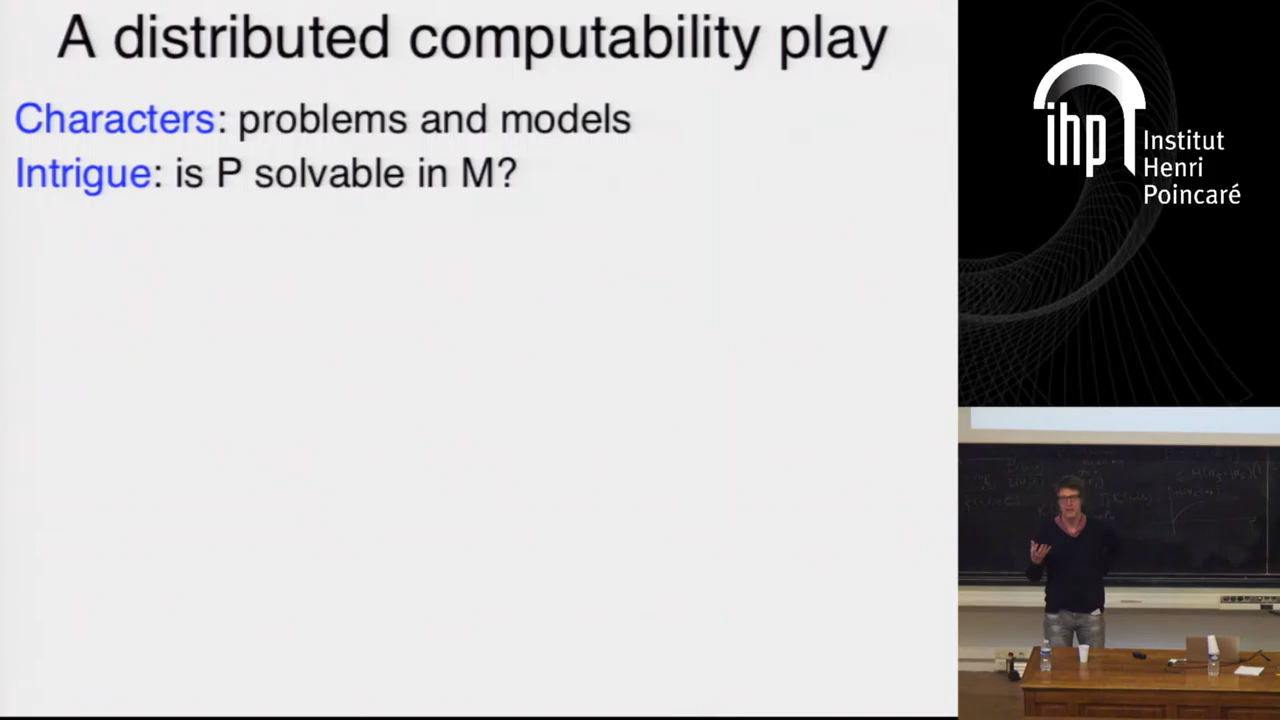 A distributed computability play
Characters: problems and models
Intrigue: is P solvable in M?
ihp
Institut
Henri
Poincaré